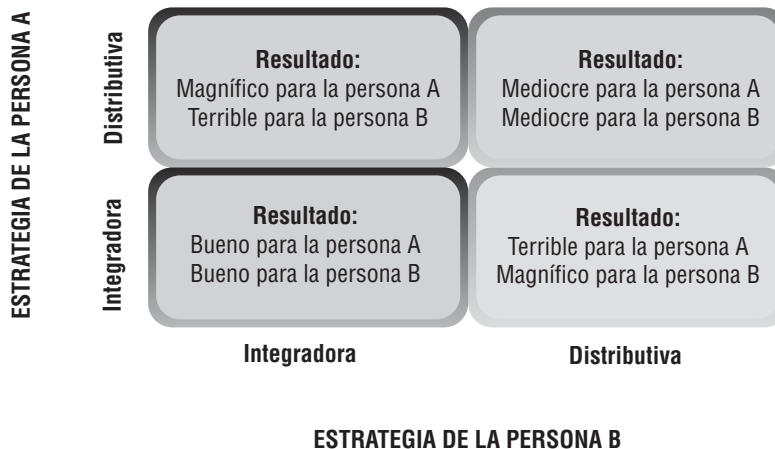 ESTRATEGIA DE LA PERSONA A
Distributiva
Resultado:
Magnífico para la persona A
Terrible para la persona B
Resultado:
Mediocre para la persona A
Mediocre para la persona B
Integradora
Resultado:
Bueno para la persona A
Bueno para la persona B
Resultado:
Terrible para la persona A
Magnífico para la persona B
Integradora
Distributiva
ESTRATEGIA DE LA PERSONA B